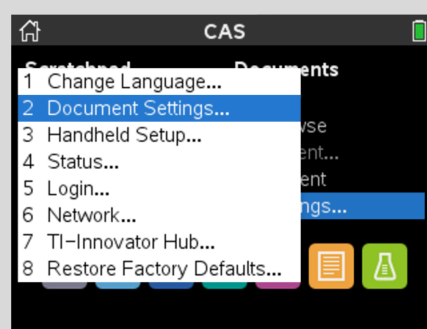 CAS
Documents
1 Change Language...
2 Document Settings...
3 Handheld Setup...
4 Status...
5 Login...
6 Network...
7 TI-Innovator Hub...
8 Restore Factory Defaults...